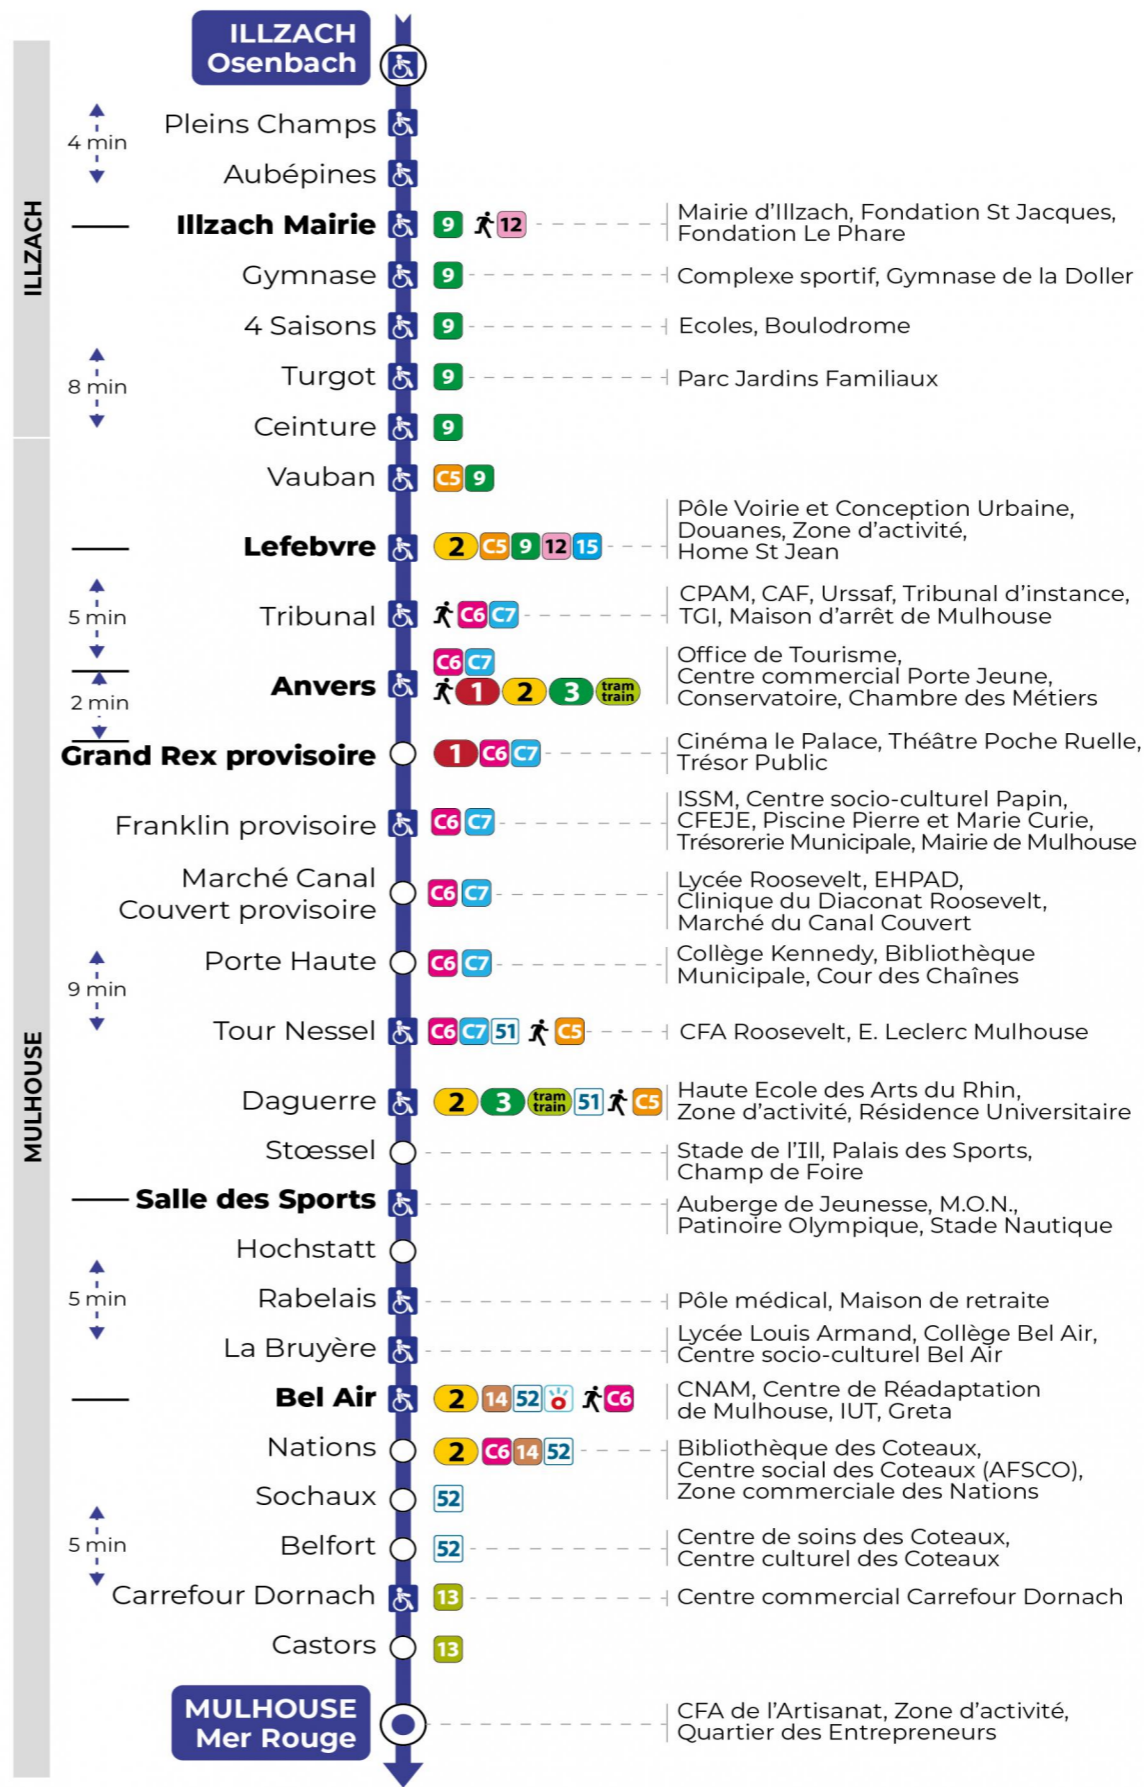 ILLZACH
Osenbach
ILLZACH
4 min
Pleins Champs
Aubépines
Illzach Mairie
9 12
Mairie d'Illzach, Fondation St Jacques,
Fondation Le Phare
Gymnase
9
Complexe sportif, Gymnase de la Doller
4 Saisons
9
Ecoles, Boulodrome
8 min
Turgot
9
Parc Jardins Familiaux
Ceinture
9
Vauban
C5 9
Lefebvre
2 C5 9 12 15
Pôle Voirie et Conception Urbaine,
Douanes, Zone d'activité,
Home St Jean
5 min
Tribunal
C6 C7
CPAM, CAF, Urssaf, Tribunal d'instance,
TGI, Maison d'arrêt de Mulhouse
2 min
Anvers
C6 C7
1 2 3 tram
train
Office de Tourisme,
Centre commercial Porte Jeune,
Conservatoire, Chambre des Métiers
Grand Rex provisoire
1 C6 C7
Cinéma le Palace, Théâtre Poche Ruelle,
Trésor Public
Franklin provisoire
C6 C7
ISSM, Centre socio-culturel Papin,
CFEJE, Piscine Pierre et Marie Curie,
Trésorerie Municipale, Mairie de Mulhouse
Marché Canal
Couvert provisoire
C6 C7
Lycée Roosevelt, EHPAD,
Clinique du Diaconat Roosevelt,
Marché du Canal Couvert
MULHOUSE
9 min
Porte Haute
C6 C7
Collège Kennedy, Bibliothèque
Municipale, Cour des Chaînes
Tour Nessel
C6 C7 51 C5
CFA Roosevelt, E. Leclerc Mulhouse
Daguerre
2 3 tram
train 51 C5
Haute Ecole des Arts du Rhin,
Zone d'activité, Résidence Universitaire
Stœssel
Stade de l'Ill, Palais des Sports,
Champ de Foire
Salle des Sports
Auberge de Jeunesse, M.O.N.,
Patinoire Olympique, Stade Nautique
Hochstatt
5 min
Rabelais
Pôle médical, Maison de retraite
La Bruyère
Lycée Louis Armand, Collège Bel Air,
Centre socio-culturel Bel Air
Bel Air
2 14 52 C6
CNAM, Centre de Réadaptation
de Mulhouse, IUT, Greta
Nations
2 C6 14 52
Bibliothèque des Coteaux,
Centre social des Coteaux (AFSCO),
Zone commerciale des Nations
Sochaux
52
5 min
Belfort
52
Centre de soins des Coteaux,
Centre culturel des Coteaux
Carrefour Dornach
13
Centre commercial Carrefour Dornach
Castors
13
MULHOUSE
Mer Rouge
CFA de l'Artisanat, Zone d'activité,
Quartier des Entrepreneurs